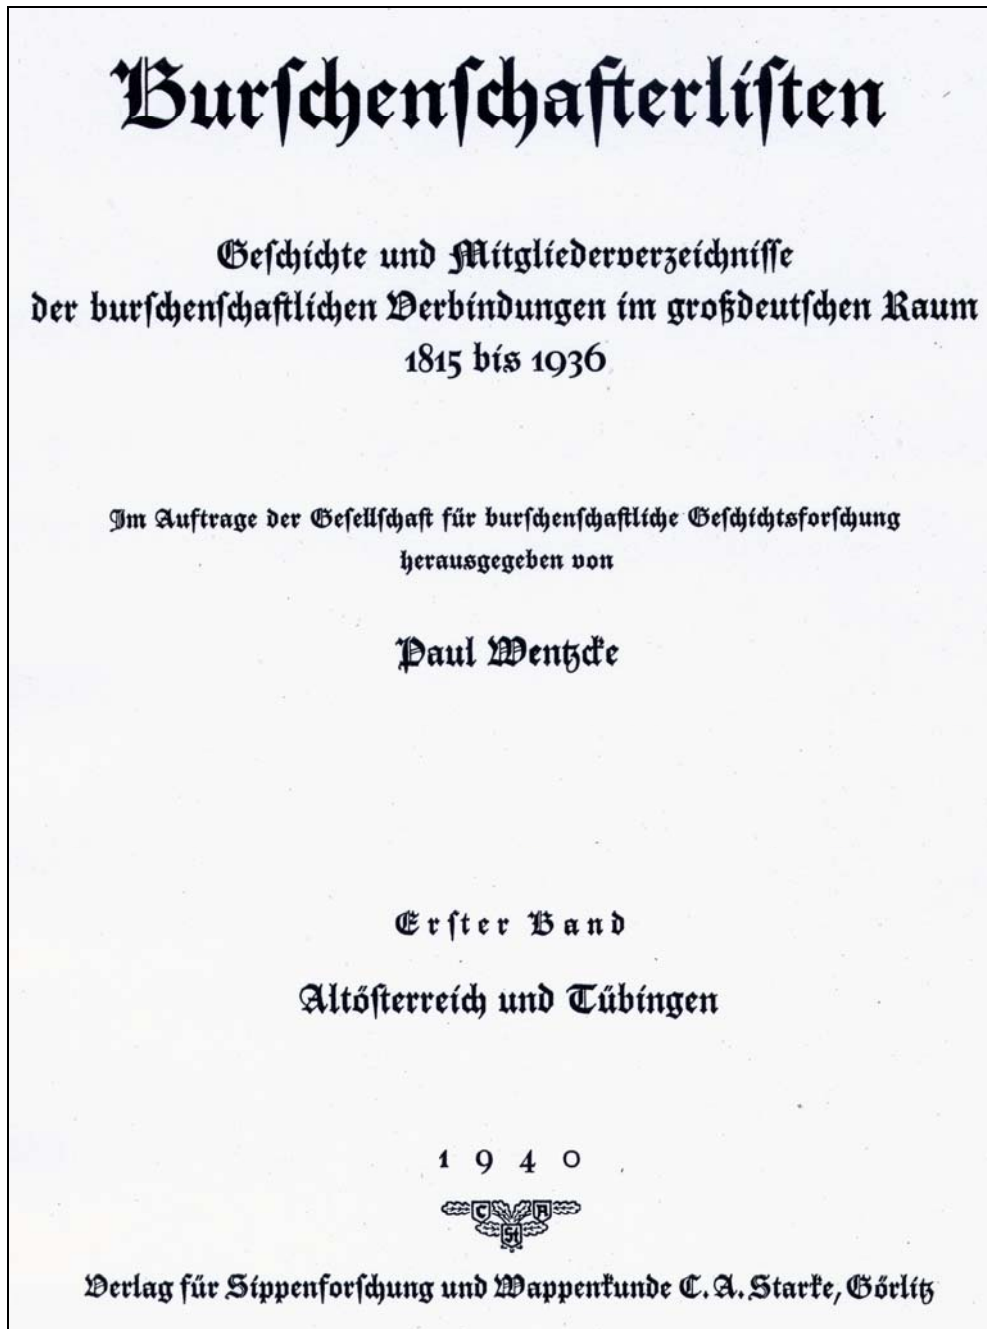 Burſchenſchafterliſten
Geſchichte und Mitgliederverzeichniſſe
der burſchenſchaftlichen Verbindungen im großdeutſchen Raum
1815 bis 1936
Im Auftrage der Geſellſchaft für burſchenſchaftliche Geſchichtsforſchung
herausgegeben von
Paul Wentzcke
Erſter Band
Altöſterreich und Tübingen
1940
C A
St
Verlag für Sippenforſchung und Wappenkunde C. A. Starke, Görlitz